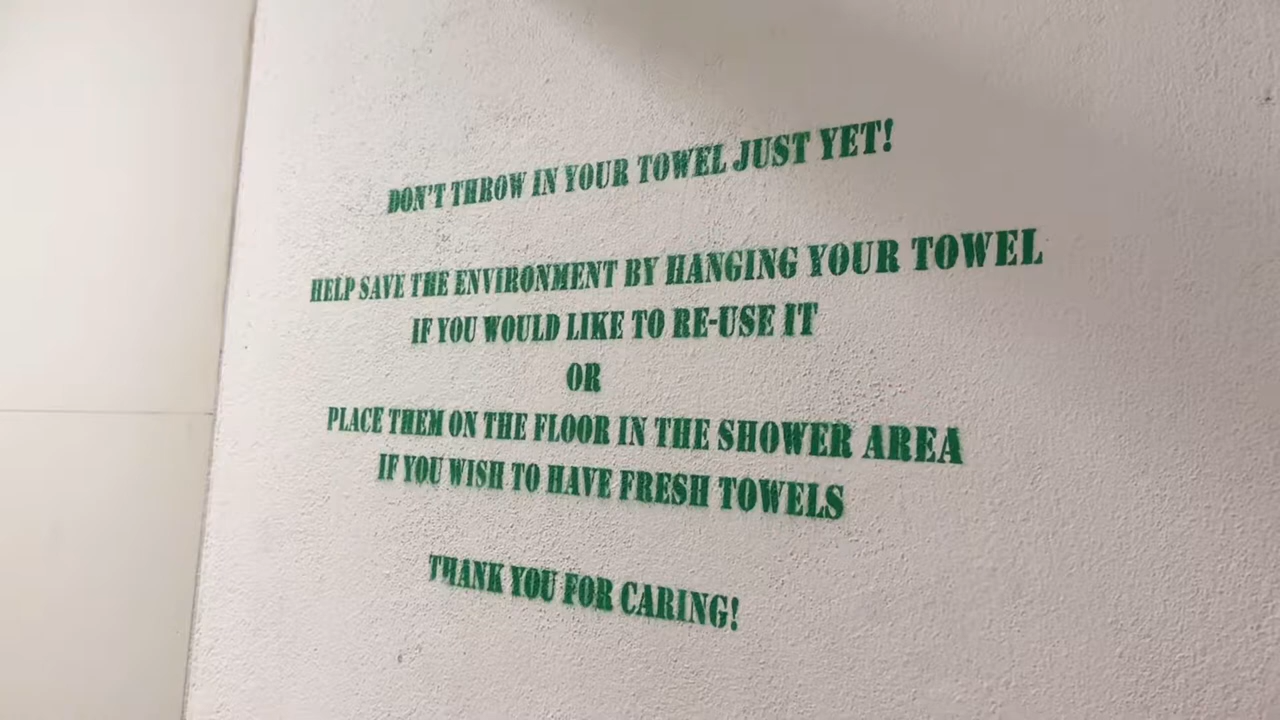 DON'T THROW IN YOUR TOWEL JUST YET!
HELP SAVE THE ENVIRONMENT BY HANGING YOUR TOWEL
IF YOU WOULD LIKE TO RE-USE IT
OR
PLACE THEM ON THE FLOOR IN THE SHOWER AREA
IF YOU WISH TO HAVE FRESH TOWELS
THANK YOU FOR CARING!